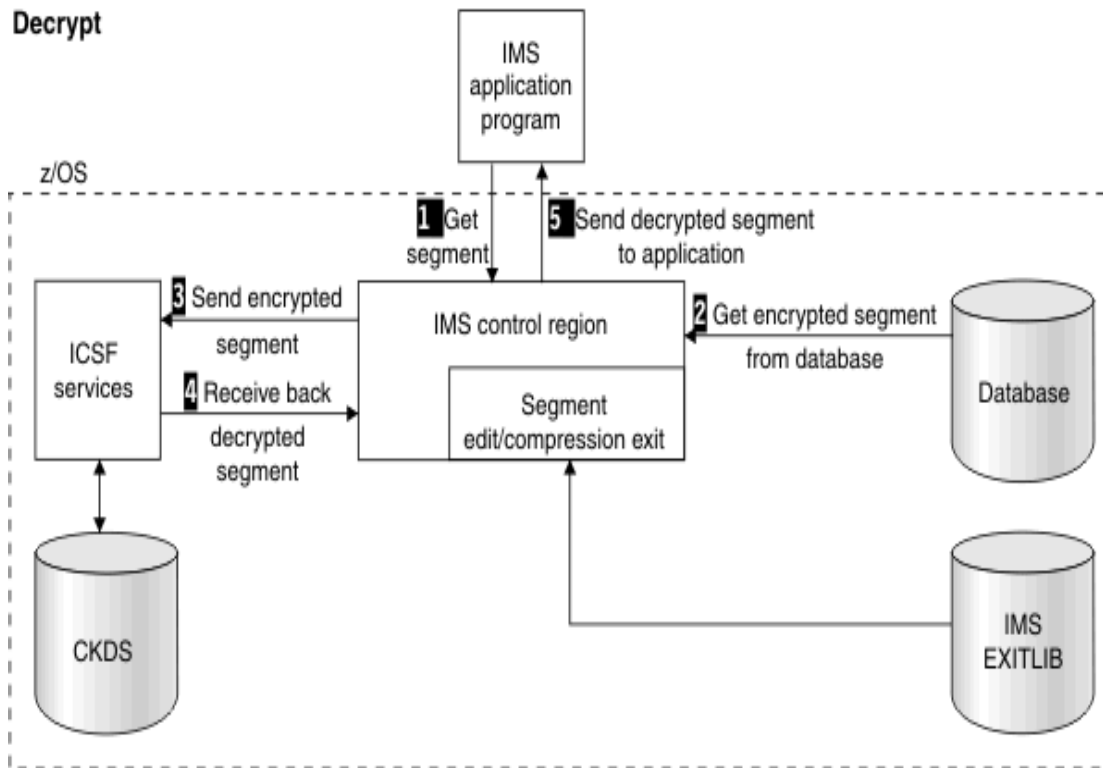 Decrypt
IMS
application
program
z/OS
1 Get
segment
5 Send decrypted segment
to application
3 Send encrypted
segment
ICSF
services
4 Receive back
decrypted
segment
IMS control region
Segment
edit/compression exit
2 Get encrypted segment
from database
Database
CKDS
IMS
EXITLIB